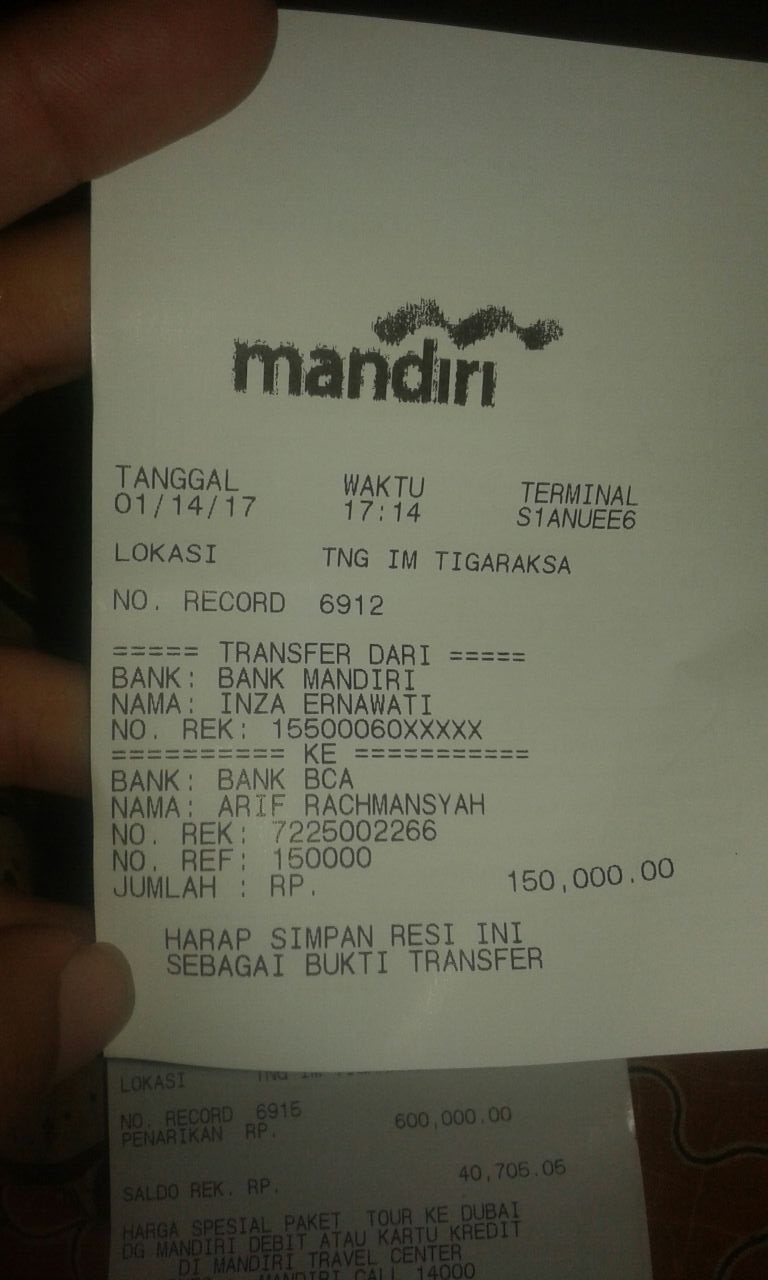 mandırı
TANGGAL WAKTU TERMINAL
01/14/17 17:14 S1ANUEE6
LOKASI TNG IM TIGARAKSA
NO. RECORD 6912
===== TRANSFER DARI =====
BANK: BANK MANDIRI
NAMA: INZA ERNAWATI
NO. REK: 15500060XXXXX
========== KE ===========
BANK: BANK BCA
NAMA: ARIF RACHMANSYAH
NO. REK: 7225002266
NO. REF: 150000
JUMLAH : RP. 150,000.00
HARAP SIMPAN RESI INI
SEBAGAI BUKTI TRANSFER
LOKASI TNG IM
NO. RECORD 6915
PENARIKAN RP. 600,000.00
SALDO REK. RP. 40,705.05
HARGA SPESIAL PAKET TOUR KE DUBAI
DG MANDIRI DEBIT ATAU KARTU KREDIT
DI MANDIRI TRAVEL CENTER
MANDIRI CALL 14000